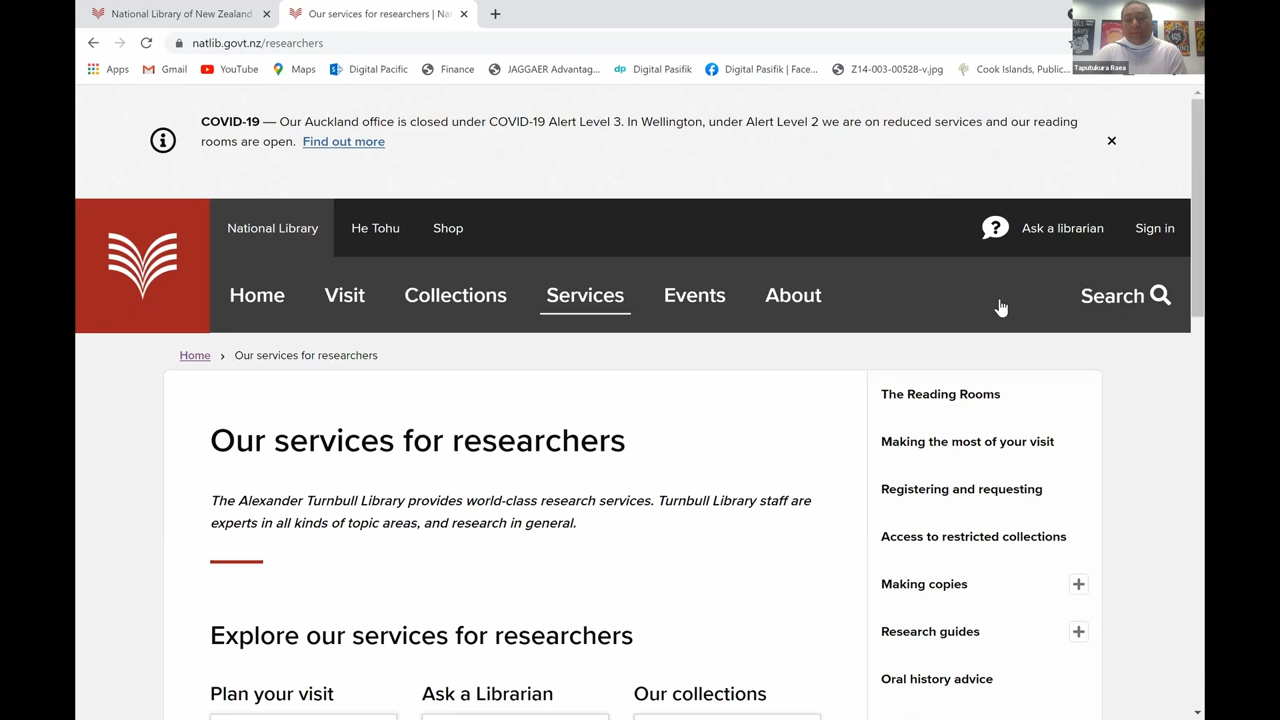 National Library of New Zealand
Our services for researchers | Na
natlib.govt.nz/researchers
Apps
Gmail
YouTube
Maps
Digital Pacific
Finance
JAGGAER Advantag...
Digital Pasifik
Digital Pasifik | Face...
Z14-003-00528-v.jpg
Cook Islands, Public...
Taputukura Raea
COVID-19 — Our Auckland office is closed under COVID-19 Alert Level 3. In Wellington, under Alert Level 2 we are on reduced services and our reading
rooms are open. Find out more
National Library
He Tohu
Shop
Ask a librarian
Sign in
Home
Visit
Collections
Services
Events
About
Search
Home › Our services for researchers
Our services for researchers
The Alexander Turnbull Library provides world-class research services. Turnbull Library staff are
experts in all kinds of topic areas, and research in general.
Explore our services for researchers
Plan your visit
Ask a Librarian
Our collections
The Reading Rooms
Making the most of your visit
Registering and requesting
Access to restricted collections
Making copies
Research guides
Oral history advice